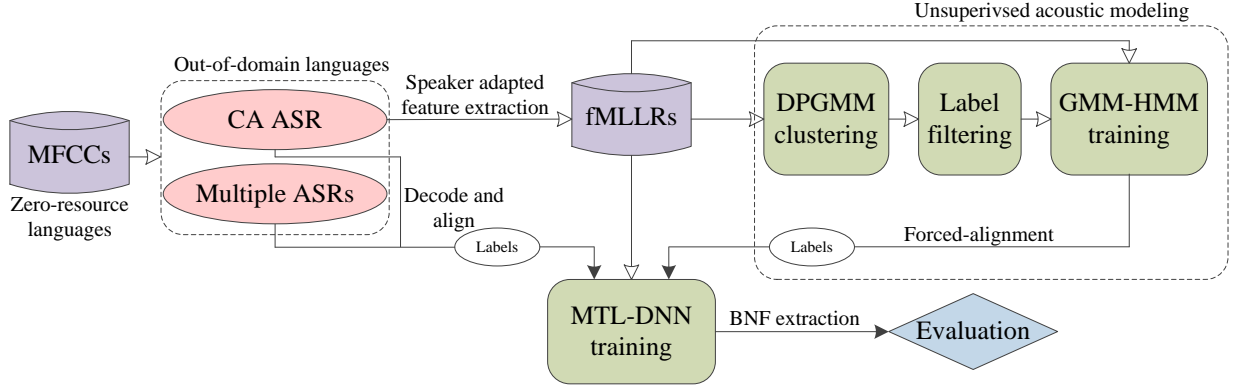 Unsuperivsed acoustic modeling
Out-of-domain languages
CA ASR
Multiple ASRs
MFCCs
Zero-resource
languages
Speaker adapted
feature extraction
fMLLRs
DPGMM
clustering
Label
filtering
GMM-HMM
training
Decode and
align
Labels
Labels
Forced-alignment
MTL-DNN
training
BNF extraction
Evaluation